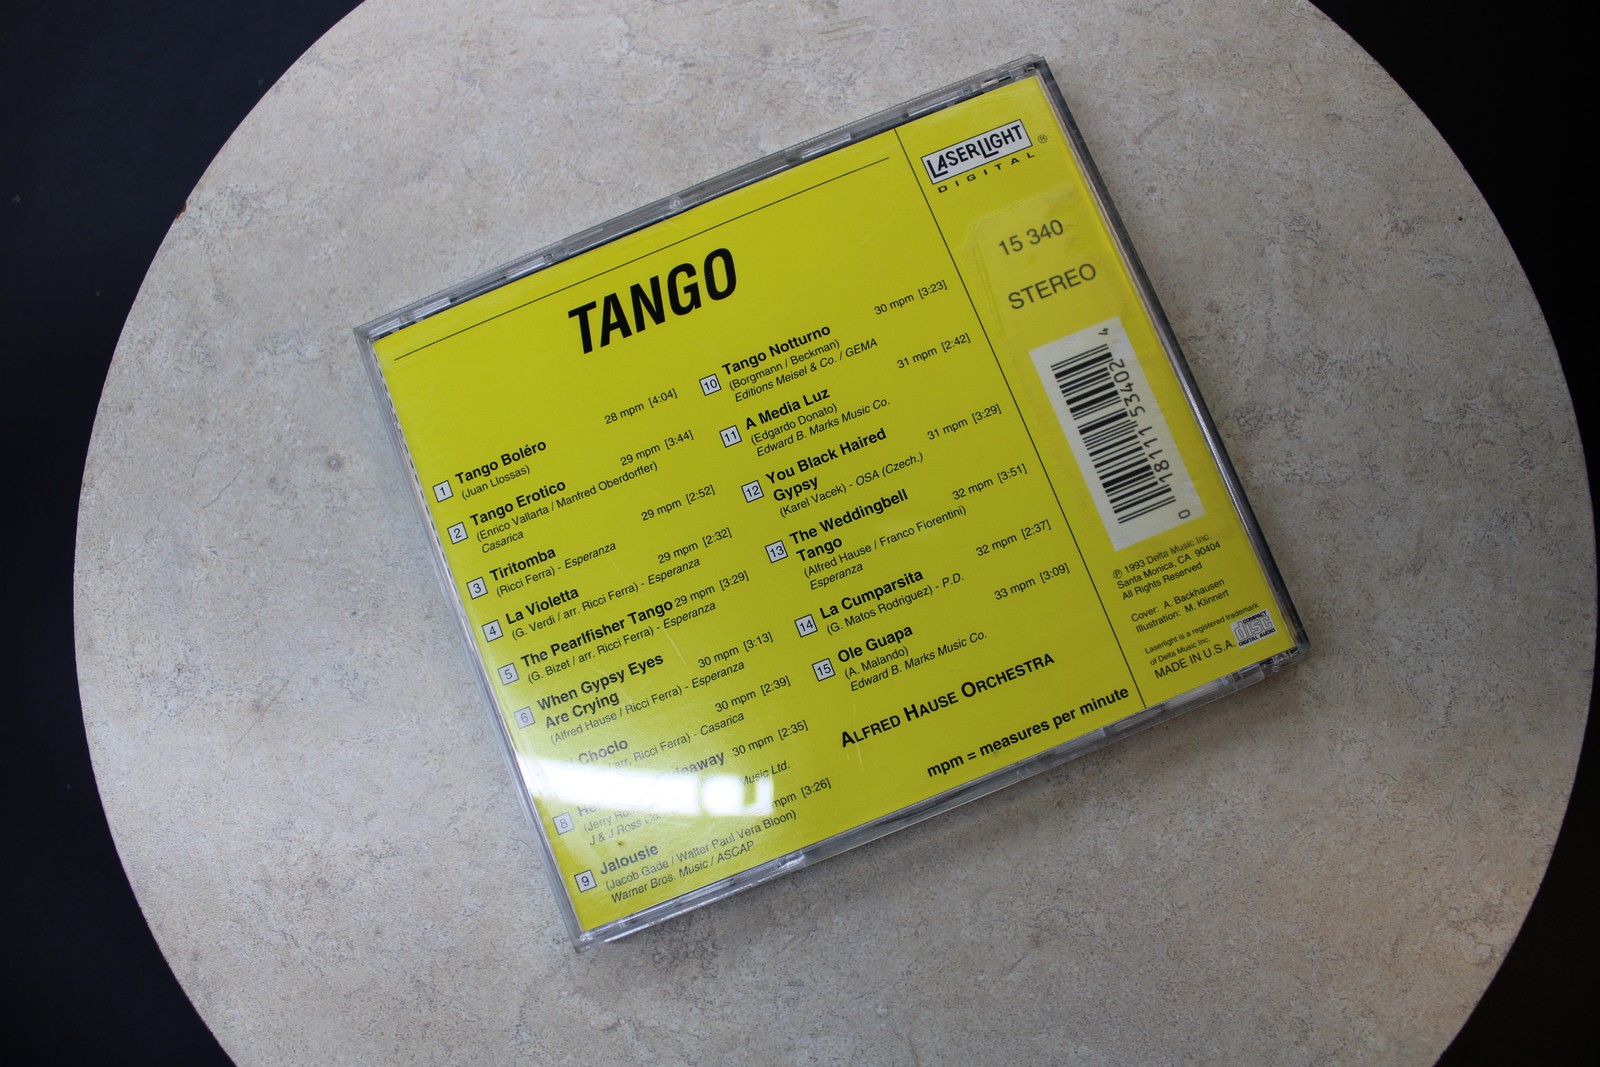 TANGO
1 Tango Boléro 28 mpm [4:04]
(Juan Llossas)
2 Tango Erotico 29 mpm [3:44]
(Enrico Vallarta / Manfred Oberdorffer)
Casarica
3 Tiritomba 29 mpm [2:52]
(Ricci Ferra) - Esperanza
4 La Violetta 29 mpm [2:32]
(G. Verdi / arr. Ricci Ferra) - Esperanza
5 The Pearlfisher Tango 29 mpm [3:29]
(G. Bizet / arr. Ricci Ferra) - Esperanza
6 When Gypsy Eyes
Are Crying 30 mpm [3:13]
(Alfred Hause / Ricci Ferra) - Esperanza
Choclo 30 mpm [2:39]
arr. Ricci Ferra) - Casarica
8 30 mpm [2:35]
(Jerry Music Ltd.
J & J Ross Co.
9 Jalousie mpm [3:26]
(Jacob Gade / Walter Paul Vera Bloon)
Warner Bros. Music / ASCAP
10 Tango Notturno 30 mpm [3:23]
(Borgmann / Beckman)
Editions Meisel & Co. / GEMA
11 A Media Luz 31 mpm [2:42]
(Edgardo Donato)
Edward B. Marks Music Co.
12 You Black Haired
Gypsy 31 mpm [3:29]
(Karel Vacek) - OSA (Czech.)
13 The Weddingbell
Tango 32 mpm [3:51]
(Alfred Hause / Franco Fiorentini)
Esperanza
14 La Cumparsita 32 mpm [2:37]
(G. Matos Rodriguez) - P.D.
15 Ole Guapa 33 mpm [3:09]
(A. Malando)
Edward B. Marks Music Co.
ALFRED HAUSE ORCHESTRA
mpm = measures per minute
LASERLIGHT ®
DIGITAL
15 340
STEREO
0 18111 53402 4
℗ 1993 Delta Music Inc.
Santa Monica, CA 90404
All Rights Reserved
Cover: A. Backhausen
Illustration: M. Klinnert
Laserlight is a registered trademark
of Delta Music Inc.
MADE IN U.S.A.
COMPACT
disc
DIGITAL AUDIO